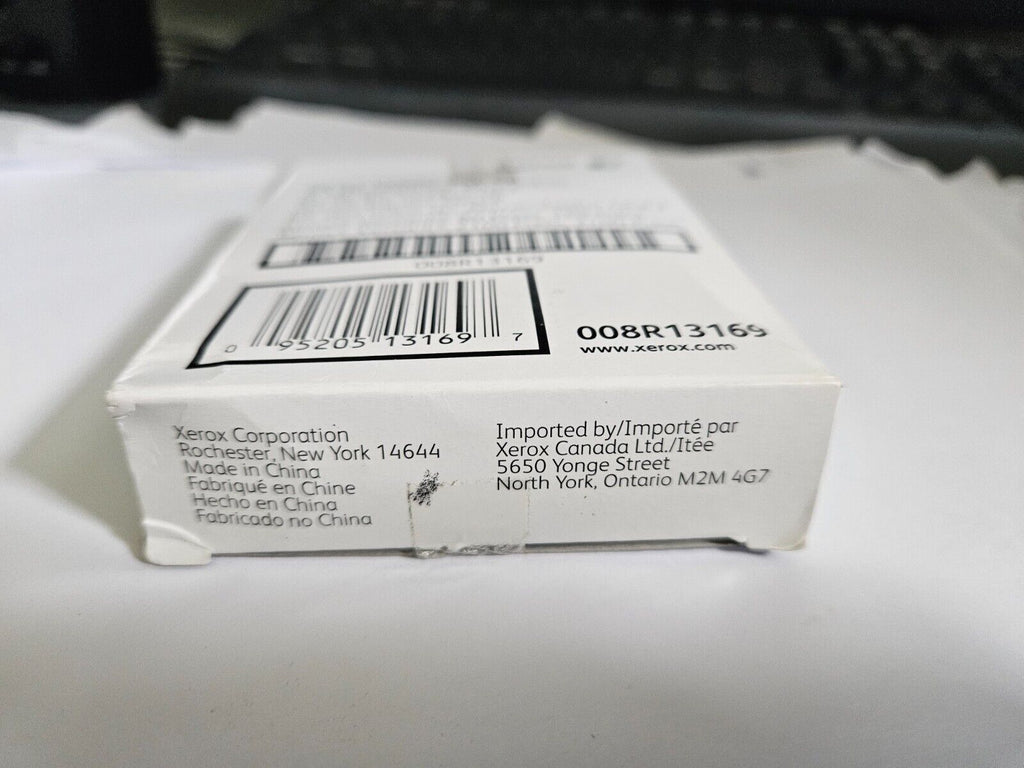 008R13169
0 95205 13169 7
008R13169
www.xerox.com
Xerox Corporation
Rochester, New York 14644
Made in China
Fabriqué en Chine
Hecho en China
Fabricado no China
Imported by/Importé par
Xerox Canada Ltd./ltée
5650 Yonge Street
North York, Ontario M2M 4G7